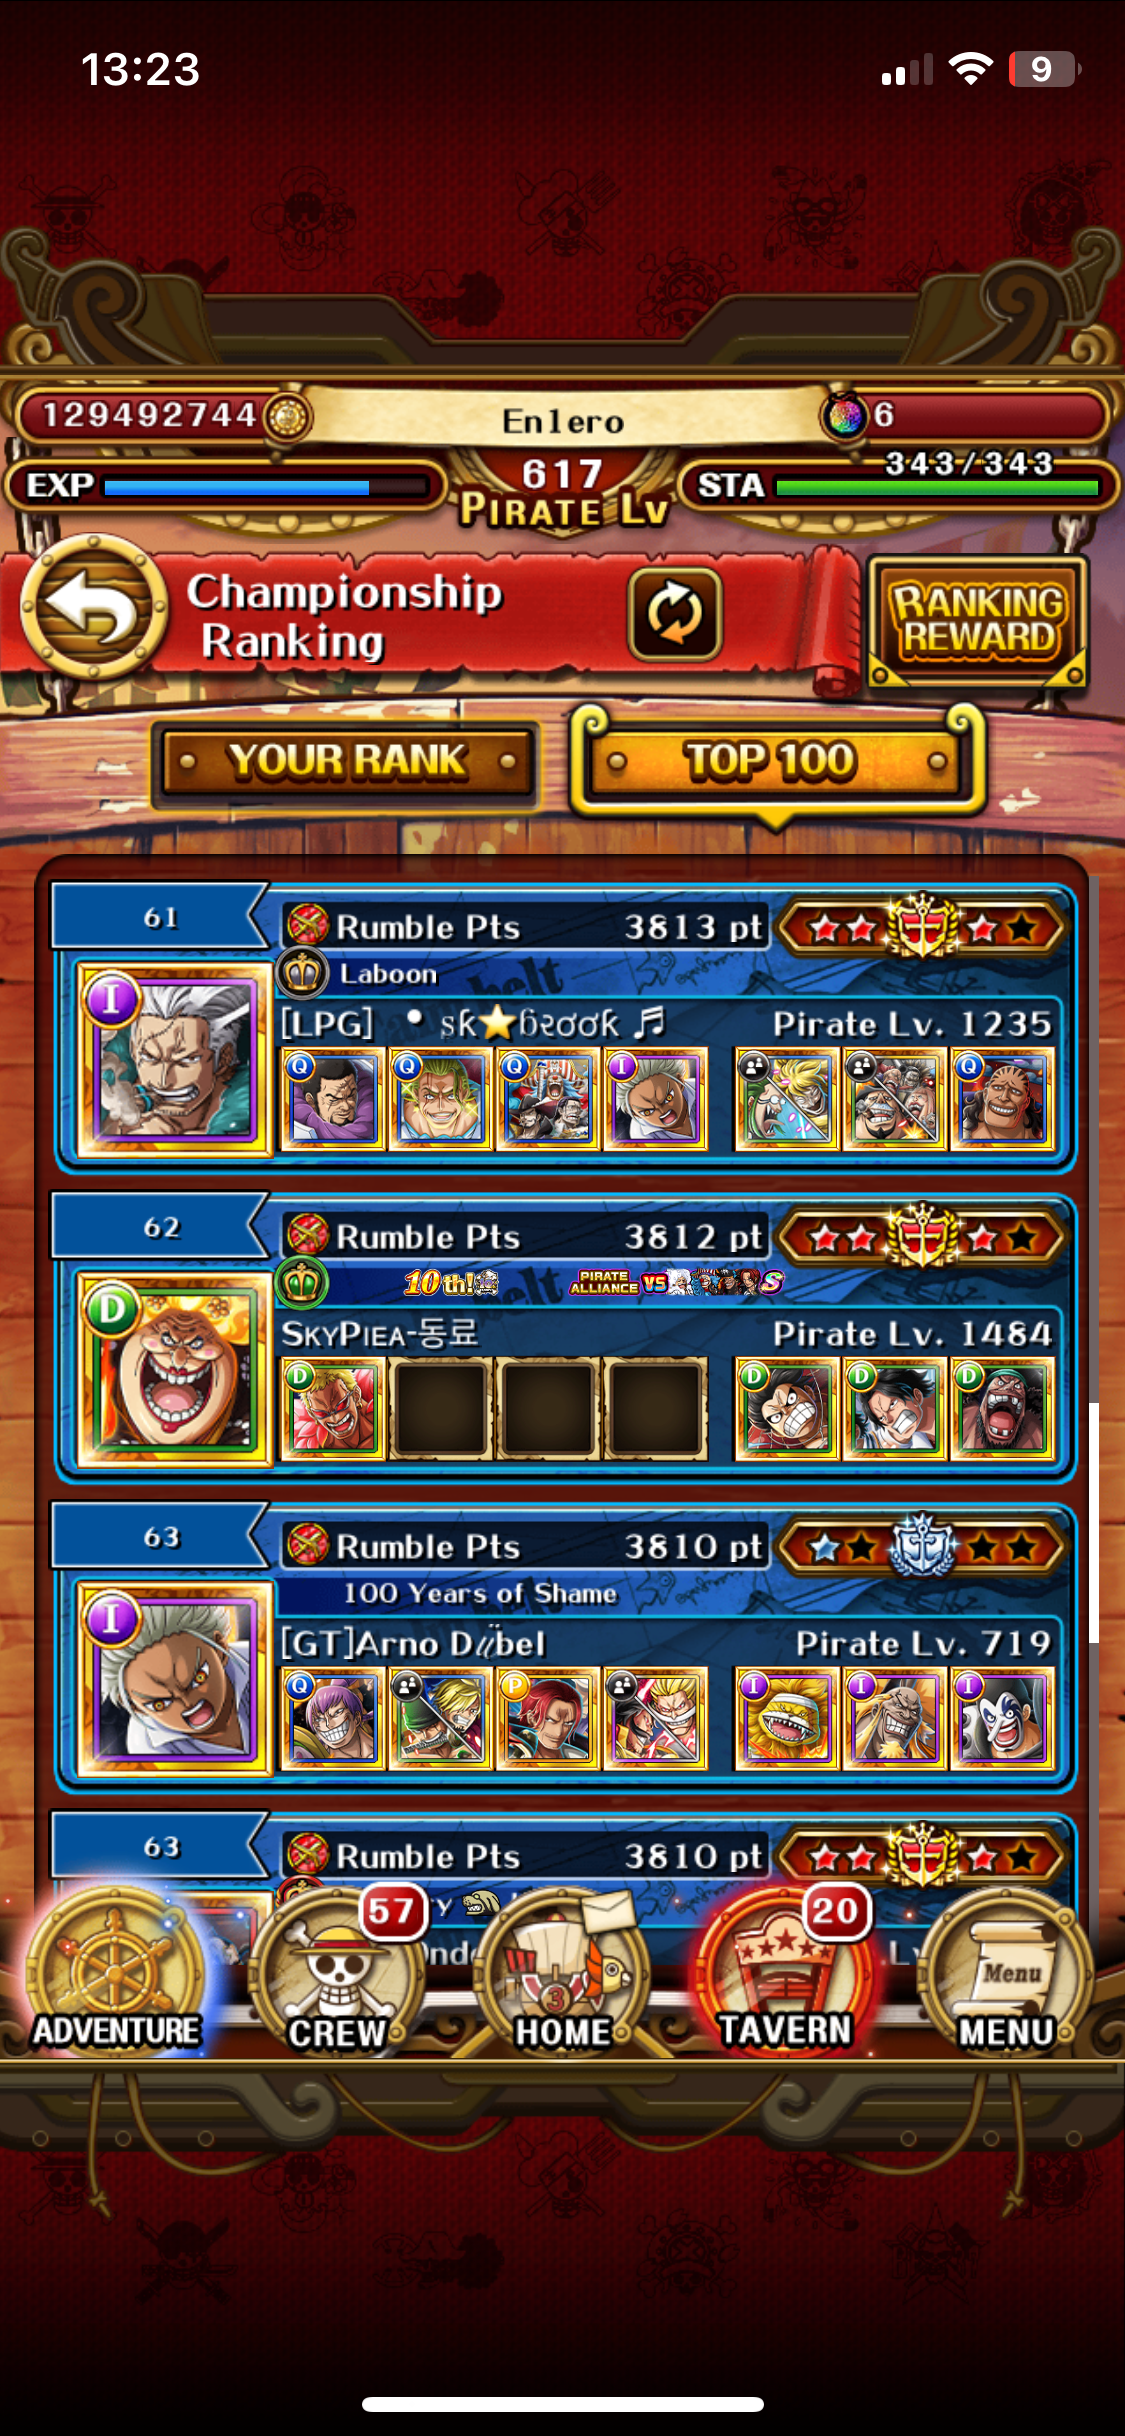 13:23
9
129492744
En1ero
6
EXP
617
PIRATE Lv
STA
343/343
Championship
Ranking
RANKING
REWARD
YOUR RANK
TOP 100
61
Rumble Pts
3813 pt
Laboon
[LPG]
Pirate Lv. 1235
I
Q
Q
Q
I
Q
62
Rumble Pts
3812 pt
10th!
PIRATE
ALLIANCE
VS
S
SKYPIEA-동료
Pirate Lv. 1484
D
D
D
D
D
63
Rumble Pts
3810 pt
100 Years of Shame
[GT]Arno Dübel
Pirate Lv. 719
I
Q
P
I
I
I
63
Rumble Pts
3810 pt
57
20
3
Menu
ADVENTURE
CREW
HOME
TAVERN
MENU